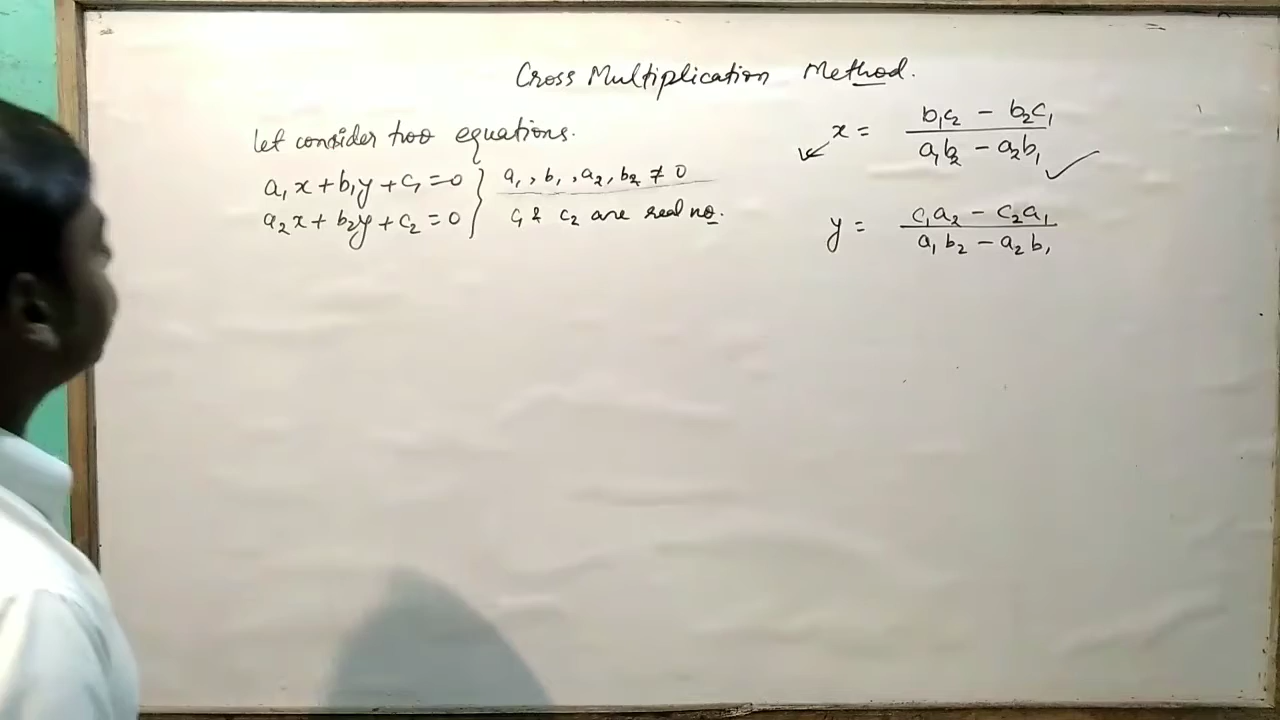 Cross Multiplication Method.
Let consider two equations.
a₁x + b₁y + c₁ = 0
a₂x + b₂y + c₂ = 0
a₁, b₁, a₂, b₂ ≠ 0
c₁ & c₂ are real no.
x = (b₁c₂ - b₂c₁) / (a₁b₂ - a₂b₁)
y = (c₁a₂ - c₂a₁) / (a₁b₂ - a₂b₁)